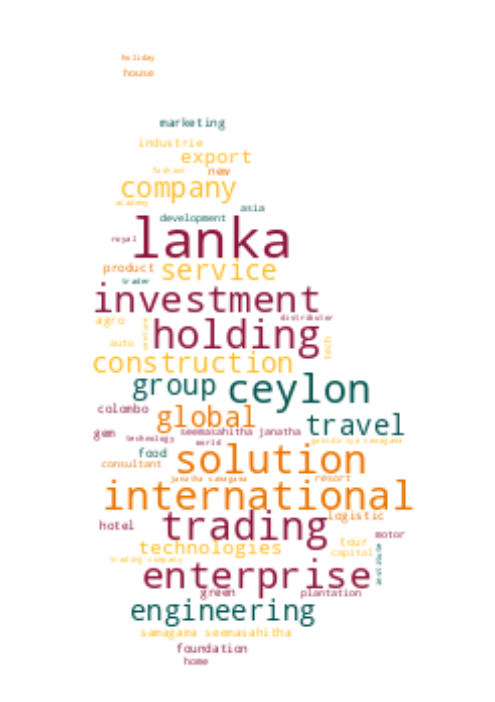 holiday
house
marketing
industrie
export
fashion new
company
academy
asia
development
lanka
royal
product service
trader
investment
distributor
agro holding
venture
tech
auto
construction
group ceylon
colombo
global travel
gem seemasahitha janatha
technology world
food
solution
consultant
janatha samagama resort
international
logistic
hotel trading
motor
technologies tour
capital
trading company
institute
enterprise
green plantation
engineering
samagama seemasahitha
foundation
home